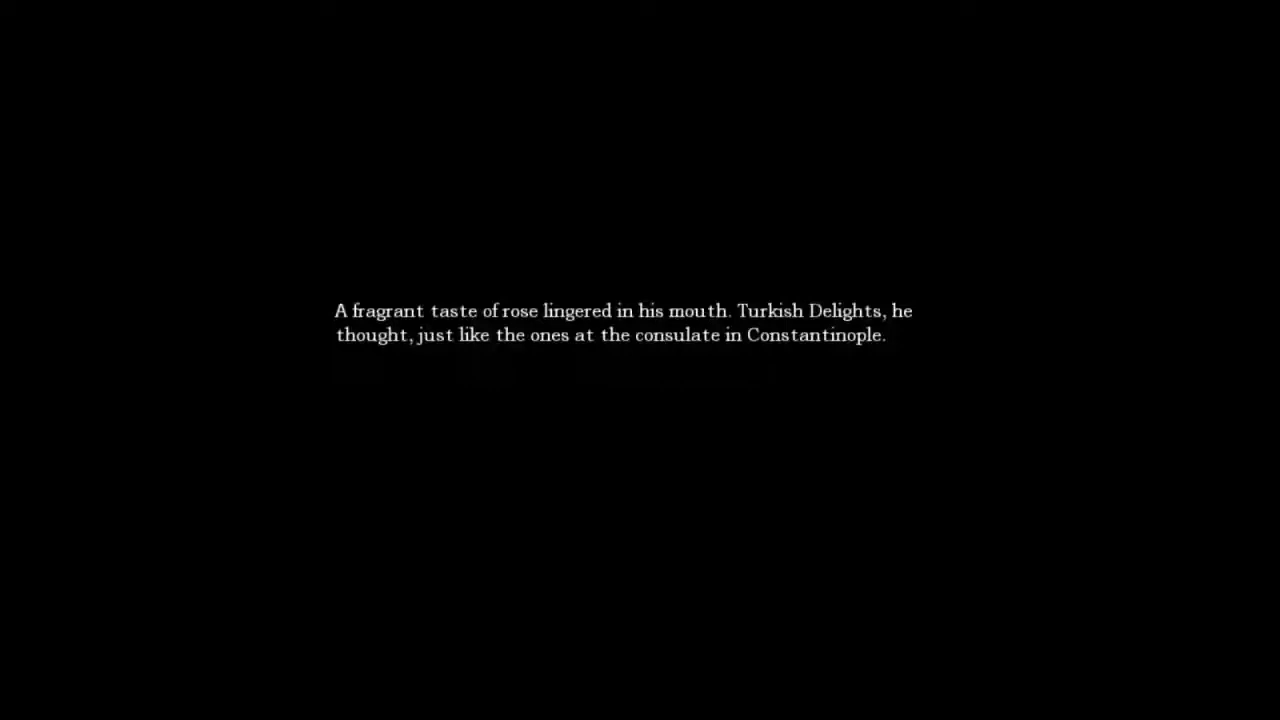 A fragrant taste of rose lingered in his mouth. Turkish Delights, he
thought, just like the ones at the consulate in Constantinople.